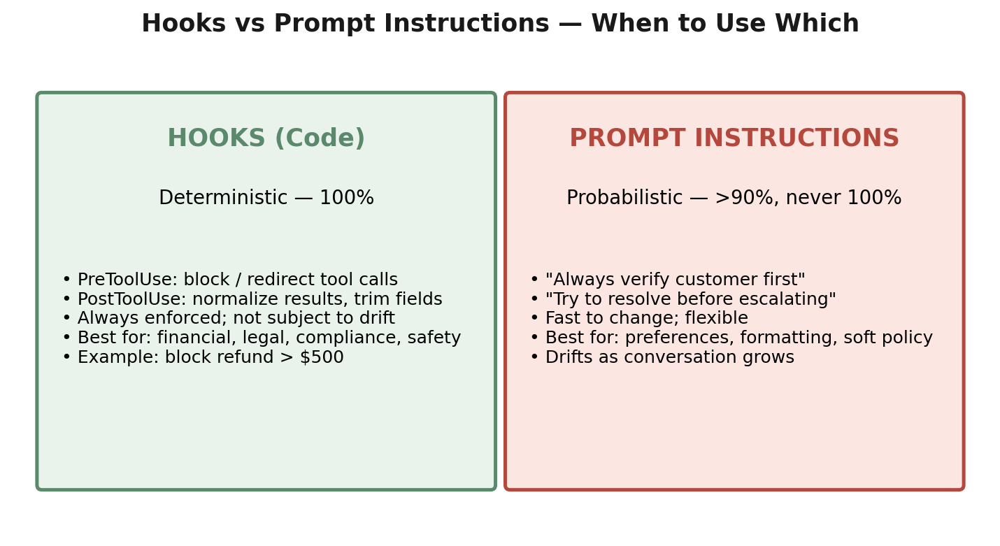 Hooks vs Prompt Instructions — When to Use Which
HOOKS (Code)
Deterministic — 100%
• PreToolUse: block / redirect tool calls
• PostToolUse: normalize results, trim fields
• Always enforced; not subject to drift
• Best for: financial, legal, compliance, safety
• Example: block refund > $500
PROMPT INSTRUCTIONS
Probabilistic — >90%, never 100%
• "Always verify customer first"
• "Try to resolve before escalating"
• Fast to change; flexible
• Best for: preferences, formatting, soft policy
• Drifts as conversation grows